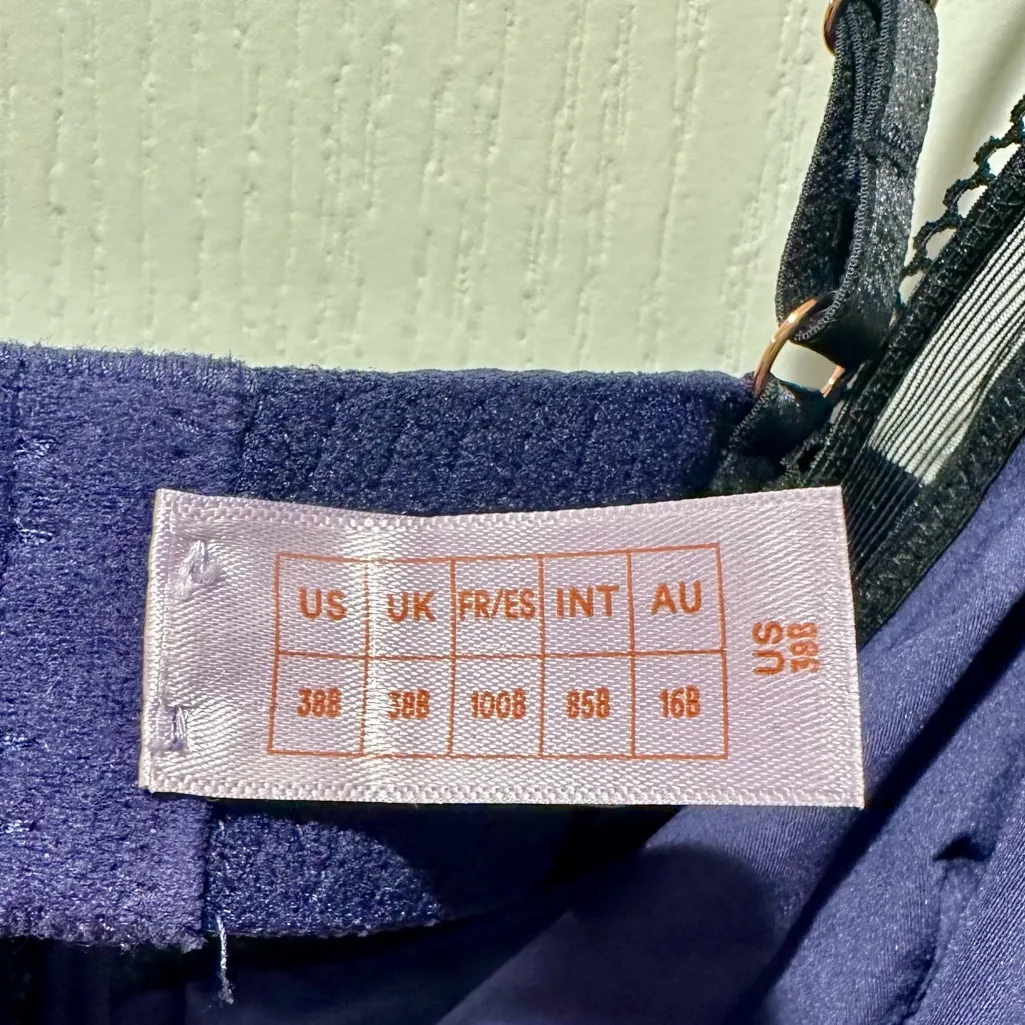 US UK FR/ES INT AU
38B 38B 100B 85B 16B
US
38B